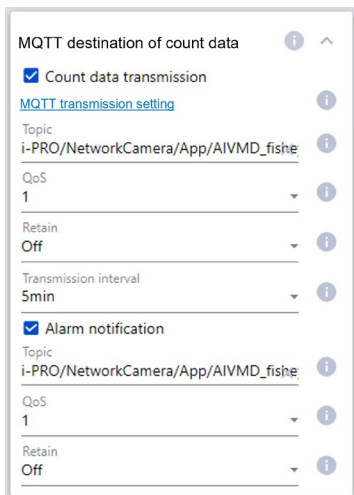 MQTT destination of count data
Count data transmission
MQTT transmission setting
Topic
i-PRO/NetworkCamera/App/AIVMD_fishe
QoS
1
Retain
Off
Transmission interval
5min
Alarm notification
Topic
i-PRO/NetworkCamera/App/AIVMD_fishe
QoS
1
Retain
Off